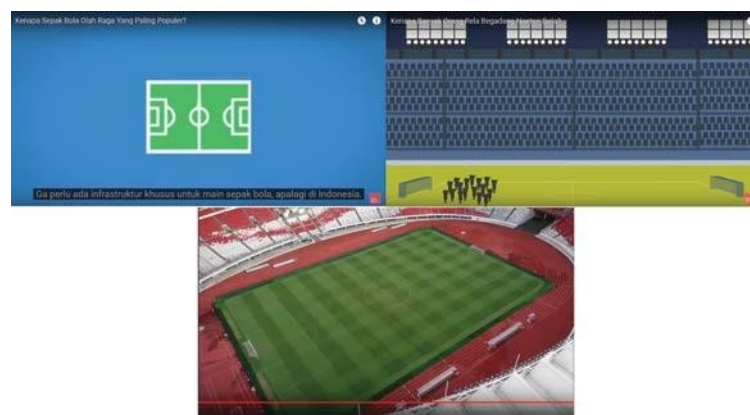 Kenapa Sepak Bola Olah Raga Yang Paling Populer?
Kenapa Banyak Orang Rela Begadang Nonton Bola?
Ga perlu ada infrastruktur khusus untuk main sepak bola, apalagi di Indonesia.